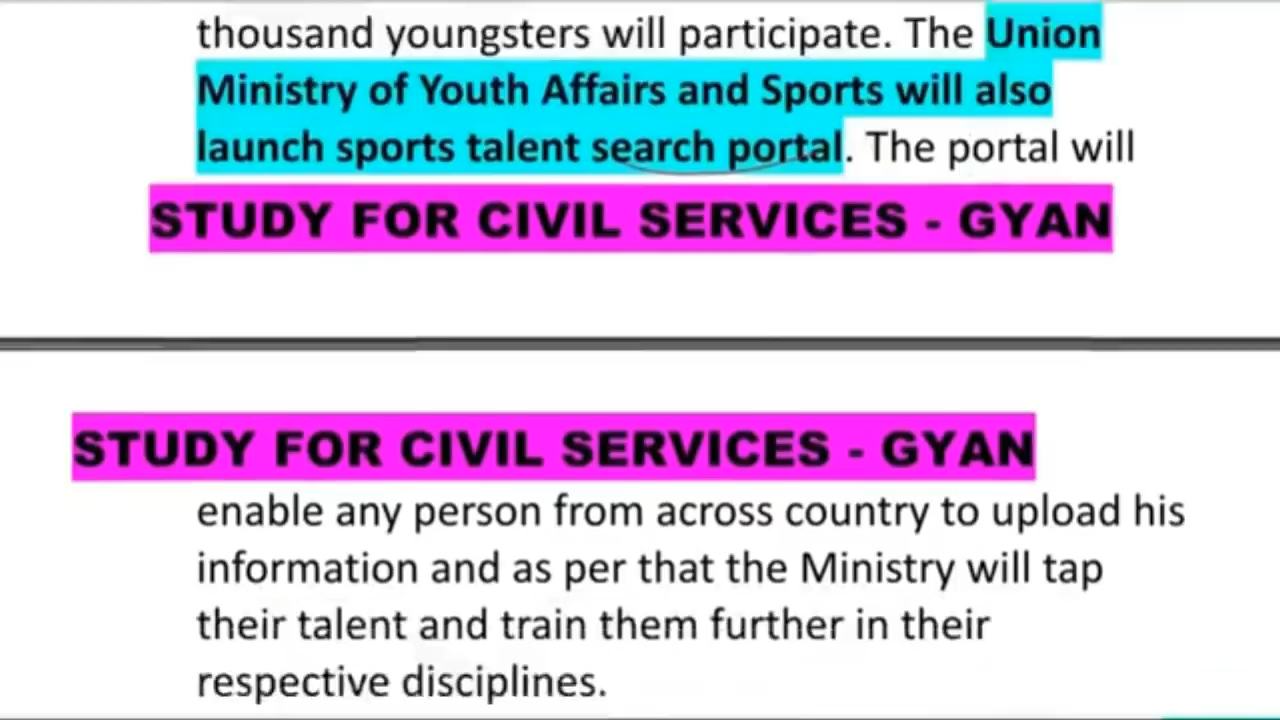 thousand youngsters will participate. The Union
Ministry of Youth Affairs and Sports will also
launch sports talent search portal. The portal will
STUDY FOR CIVIL SERVICES - GYAN
STUDY FOR CIVIL SERVICES - GYAN
enable any person from across country to upload his
information and as per that the Ministry will tap
their talent and train them further in their
respective disciplines.